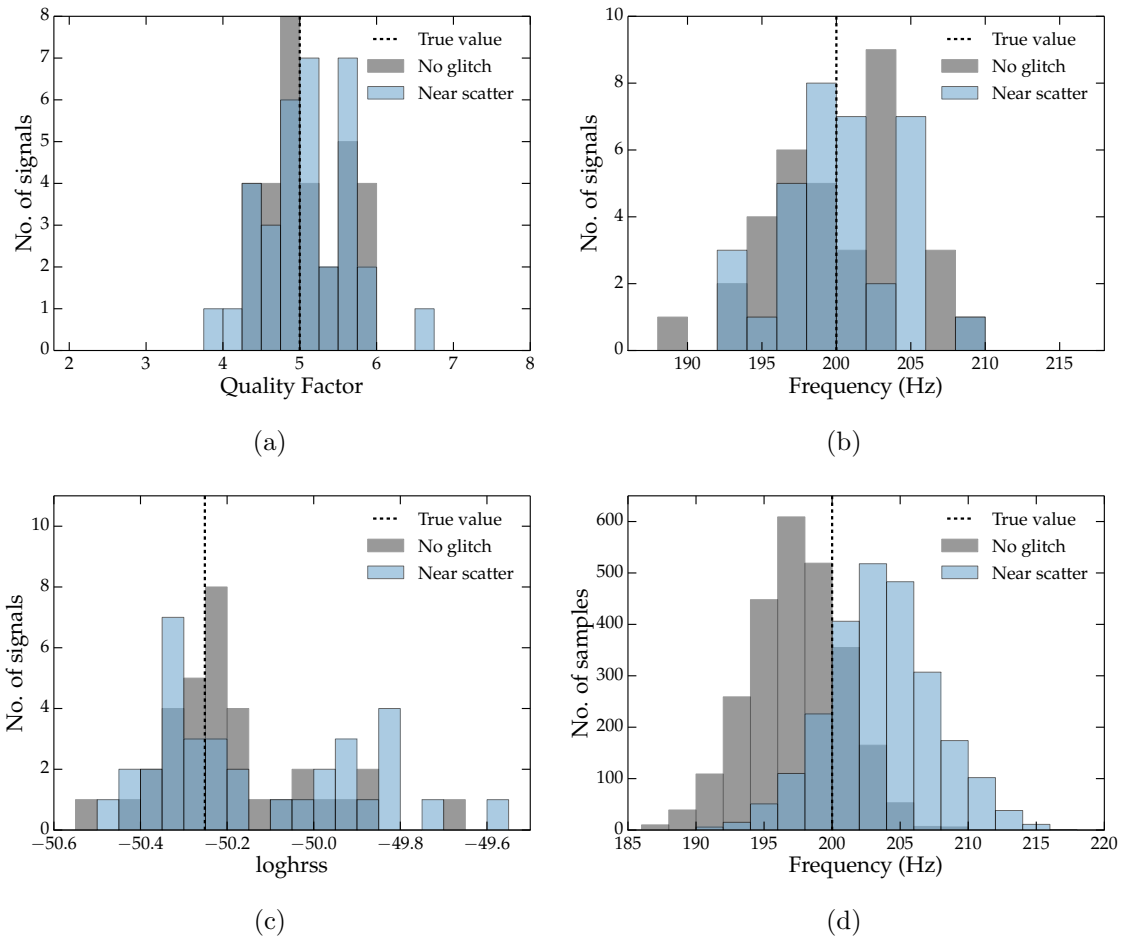 8
7
6
5
4
3
2
1
0
No. of signals
True value
No glitch
Near scatter
2 3 4 5 6 7 8
Quality Factor
(a)
10
8
6
4
2
0
No. of signals
True value
No glitch
Near scatter
190 195 200 205 210 215
Frequency (Hz)
(b)
10
8
6
4
2
0
No. of signals
True value
No glitch
Near scatter
−50.6 −50.4 −50.2 −50.0 −49.8 −49.6
loghrss
(c)
600
500
400
300
200
100
0
No. of samples
True value
No glitch
Near scatter
185 190 195 200 205 210 215 220
Frequency (Hz)
(d)